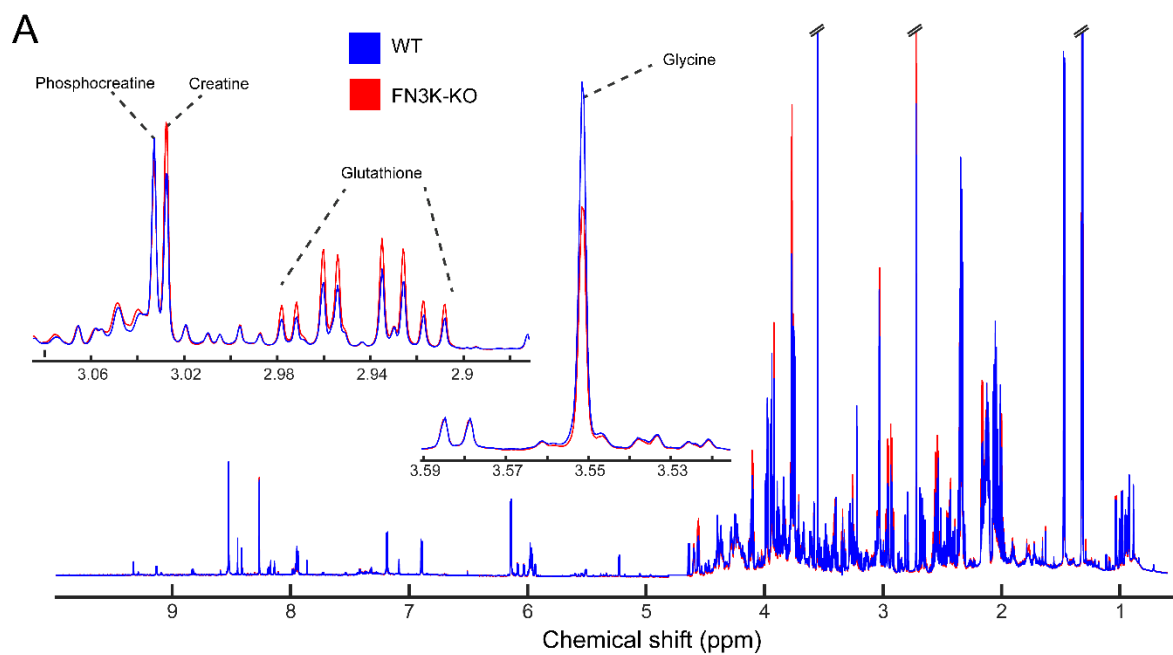 A
WT
FN3K-KO
Phosphocreatine
Creatine
Glutathione
Glycine
3.06 3.02 2.98 2.94 2.9
3.59 3.57 3.55 3.53
9 8 7 6 5 4 3 2 1
Chemical shift (ppm)